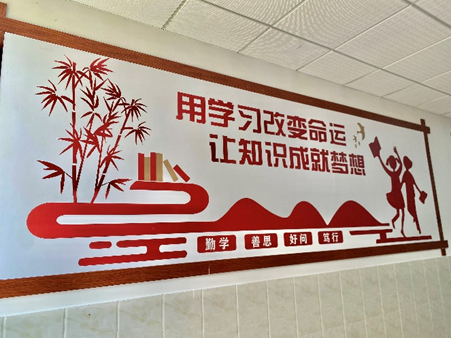 用学习改变命运
让知识成就梦想
勤学 善思 好问 笃行